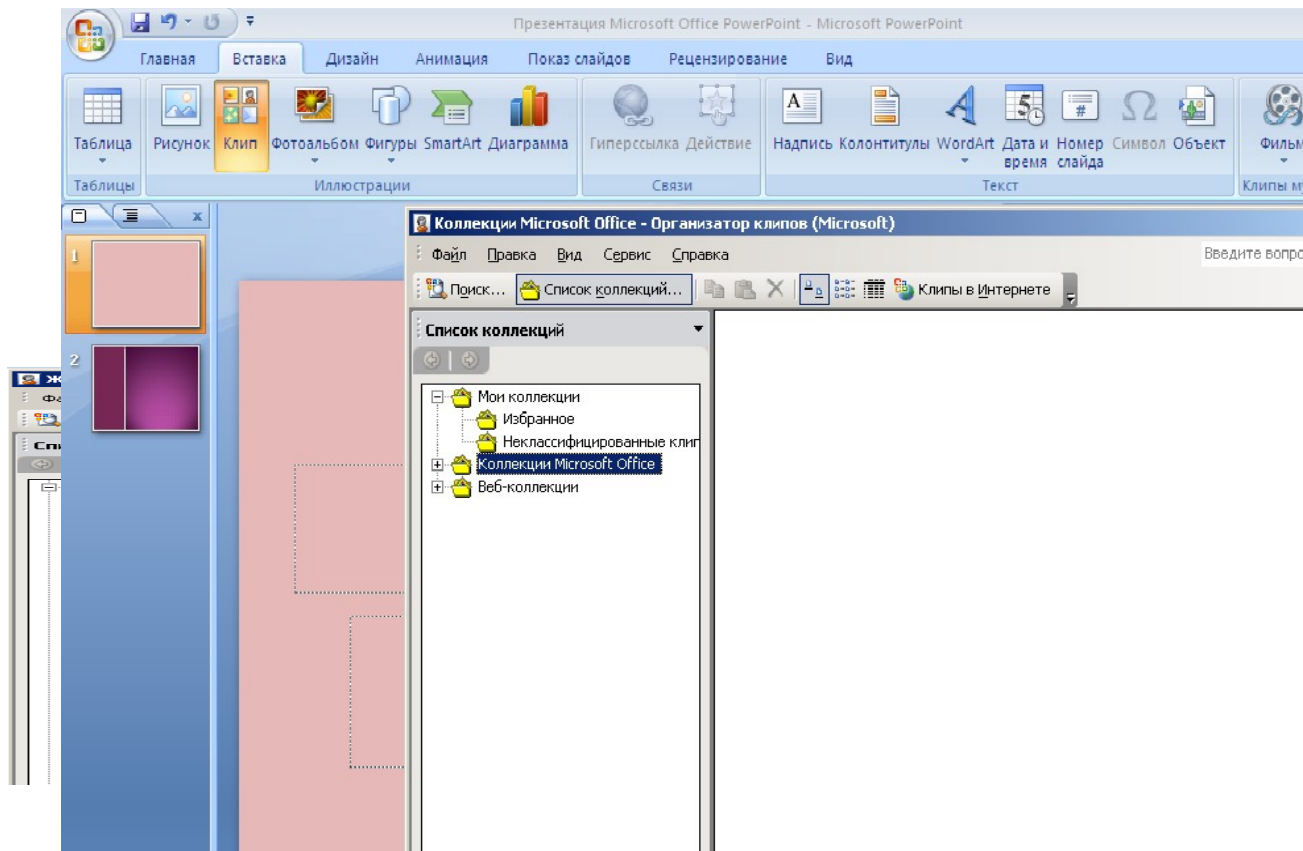 Презентация Microsoft Office PowerPoint - Microsoft PowerPoint
Главная Вставка Дизайн Анимация Показ слайдов Рецензирование Вид
Таблица Рисунок Клип Фотоальбом Фигуры SmartArt Диаграмма Гиперссылка Действие Надпись Колонтитулы WordArt Дата и время Номер слайда Символ Объект
Таблицы Иллюстрации Связи Текст Клипы
1
2
Коллекции Microsoft Office - Организатор клипов (Microsoft)
Файл Правка Вид Сервис Справка Введите
Поиск... Список коллекций... Клипы в Интернете
Список коллекций
Мои коллекции
Избранное
Неклассифицированные
Коллекции Microsoft Office
Веб-коллекции